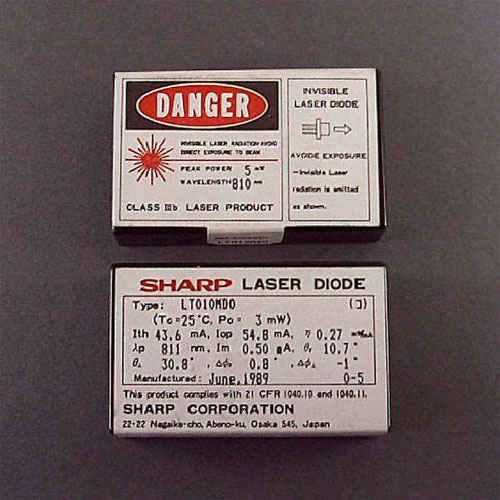 DANGER
INVISIBLE LASER RADIATION AVOID
DIRECT EXPOSURE TO BEAM
PEAK POWER 5 mW
WAVELENGTH 810 nm
CLASS IIIb LASER PRODUCT
INVISIBLE
LASER DIODE
AVOIDE EXPOSURE
-Invisible Laser
radiation is emitted
as shown.
SHARP LASER DIODE
Type: LT010MD0 (コ)
(Tc=25°C, Po= 3 mW)
Ith 43.6 mA, Iop 54.8 mA, η 0.27 mW/mA
λp 811 nm, Im 0.50 mA, θ∥ 10.7 °
θ⊥ 30.8 °, Δφ∥ 0.8 °, Δφ⊥ -1 °
Manufactured: June,1989 0-5
This product complies with 21 CFR 1040.10 and 1040.11.
SHARP CORPORATION
22-22 Nagaike-cho, Abeno-ku, Osaka 545, Japan